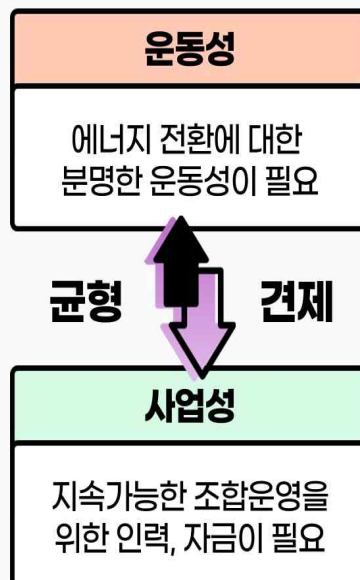 운동성
에너지 전환에 대한
분명한 운동성이 필요
균형 견제
사업성
지속가능한 조합운영을
위한 인력, 자금이 필요